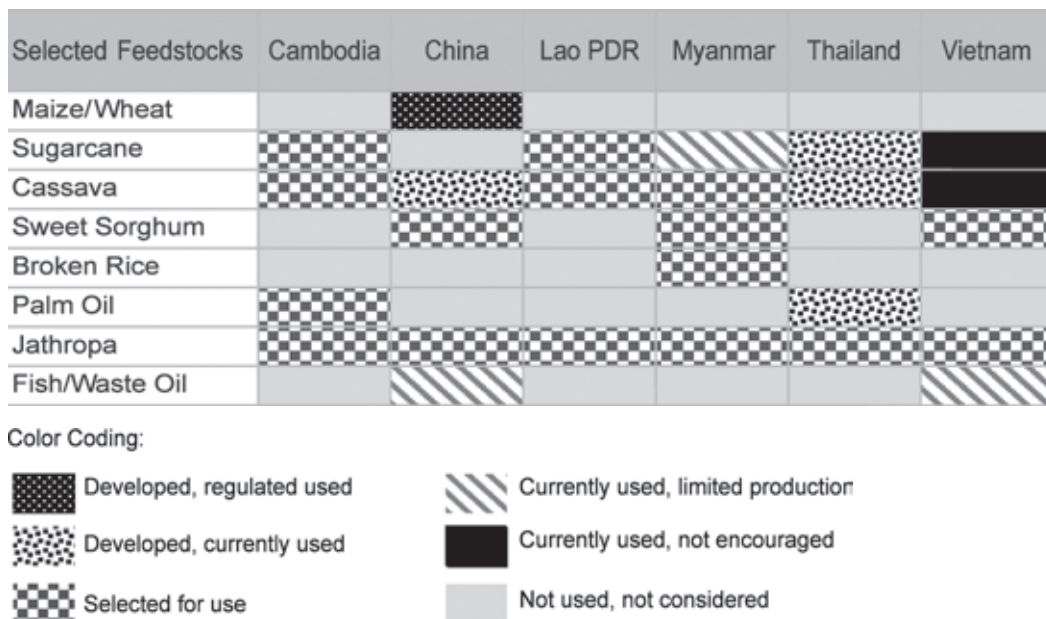 Selected Feedstocks Cambodia China Lao PDR Myanmar Thailand Vietnam
Maize/Wheat
Sugarcane
Cassava
Sweet Sorghum
Broken Rice
Palm Oil
Jathropa
Fish/Waste Oil
Color Coding:
Developed, regulated used Currently used, limited production
Developed, currently used Currently used, not encouraged
Selected for use Not used, not considered